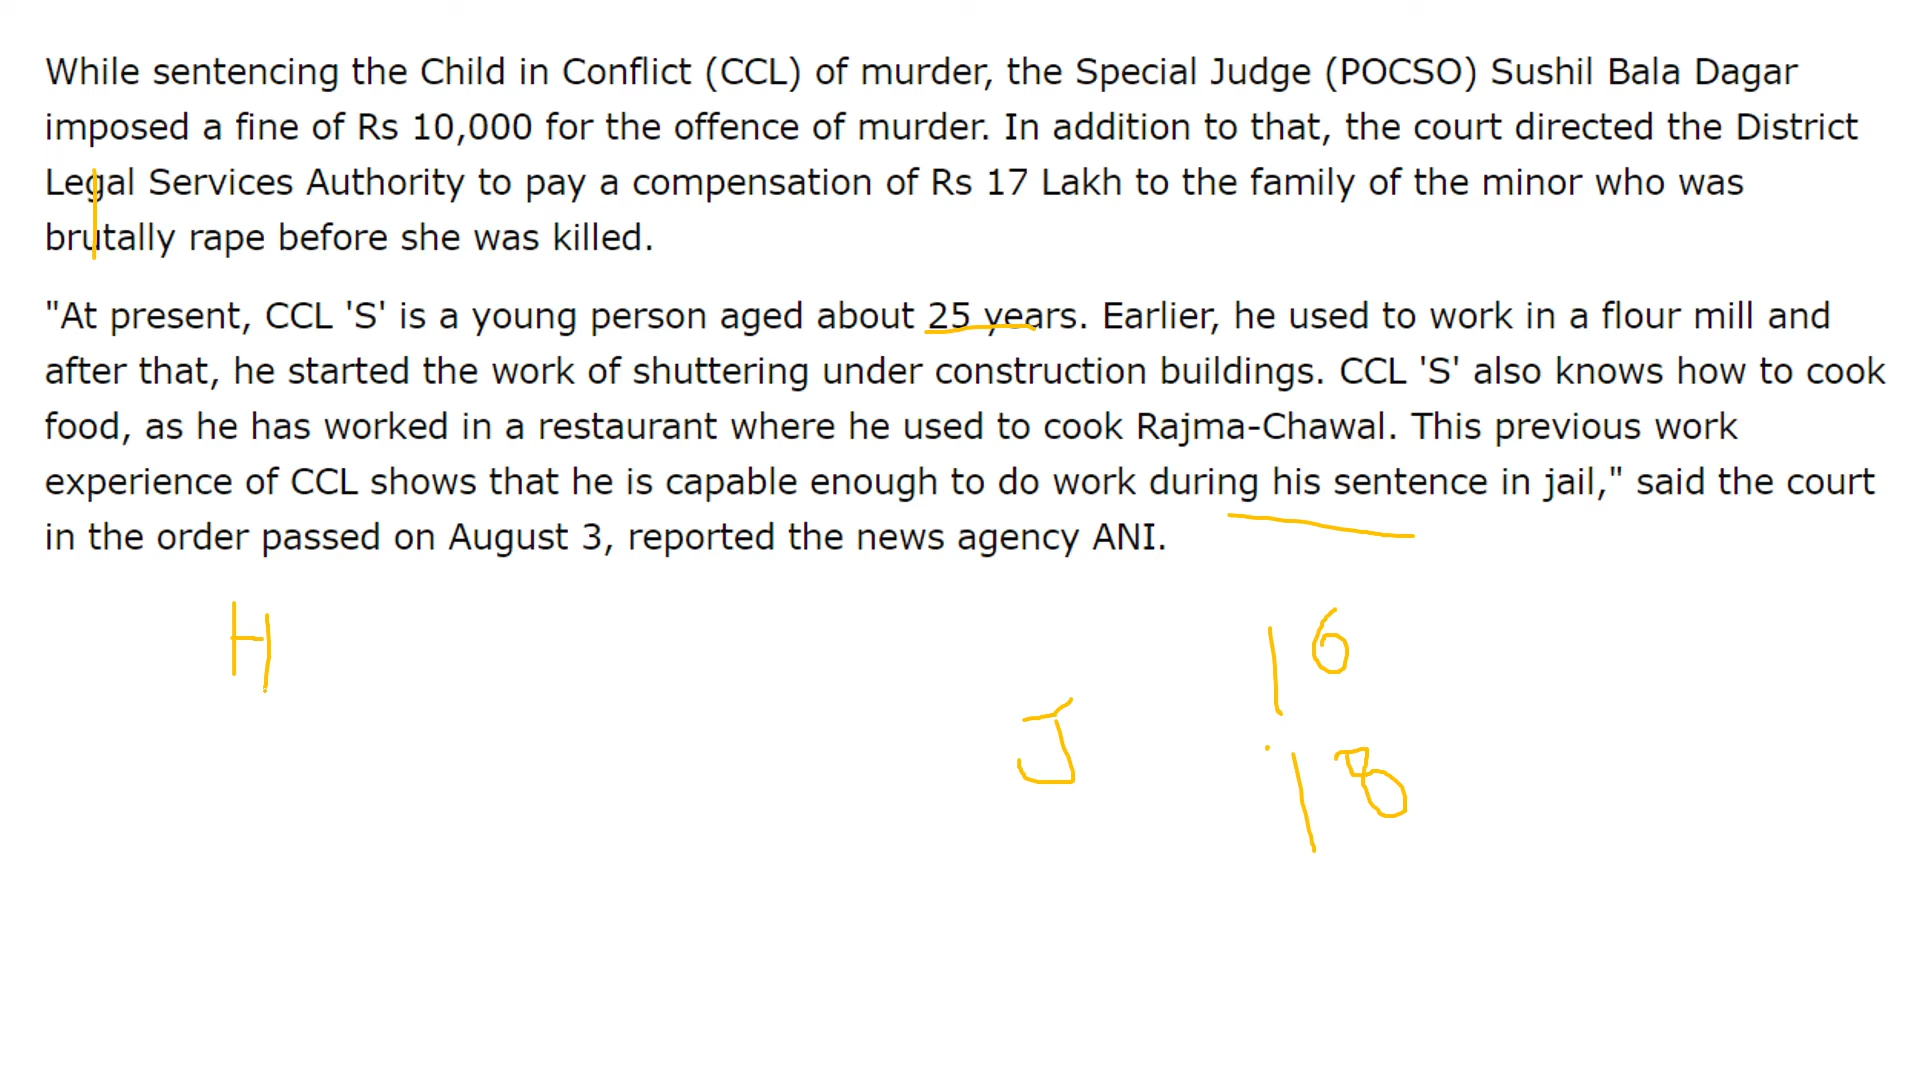 While sentencing the Child in Conflict (CCL) of murder, the Special Judge (POCSO) Sushil Bala Dagar
imposed a fine of Rs 10,000 for the offence of murder. In addition to that, the court directed the District
Legal Services Authority to pay a compensation of Rs 17 Lakh to the family of the minor who was
brutally rape before she was killed.
"At present, CCL 'S' is a young person aged about 25 years. Earlier, he used to work in a flour mill and
after that, he started the work of shuttering under construction buildings. CCL 'S' also knows how to cook
food, as he has worked in a restaurant where he used to cook Rajma-Chawal. This previous work
experience of CCL shows that he is capable enough to do work during his sentence in jail," said the court
in the order passed on August 3, reported the news agency ANI.
H
16
J
18